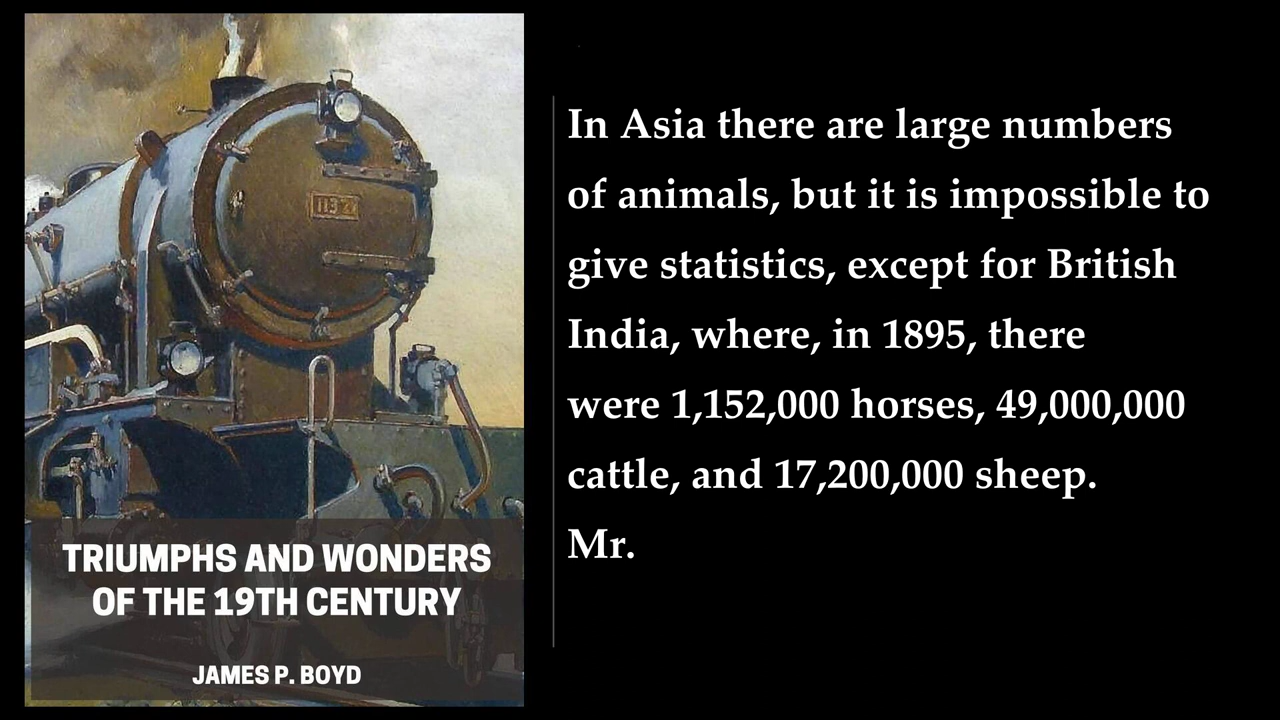 In Asia there are large numbers
of animals, but it is impossible to
give statistics, except for British
India, where, in 1895, there
were 1,152,000 horses, 49,000,000
cattle, and 17,200,000 sheep.
Mr.
TRIUMPHS AND WONDERS
OF THE 19TH CENTURY
JAMES P. BOYD